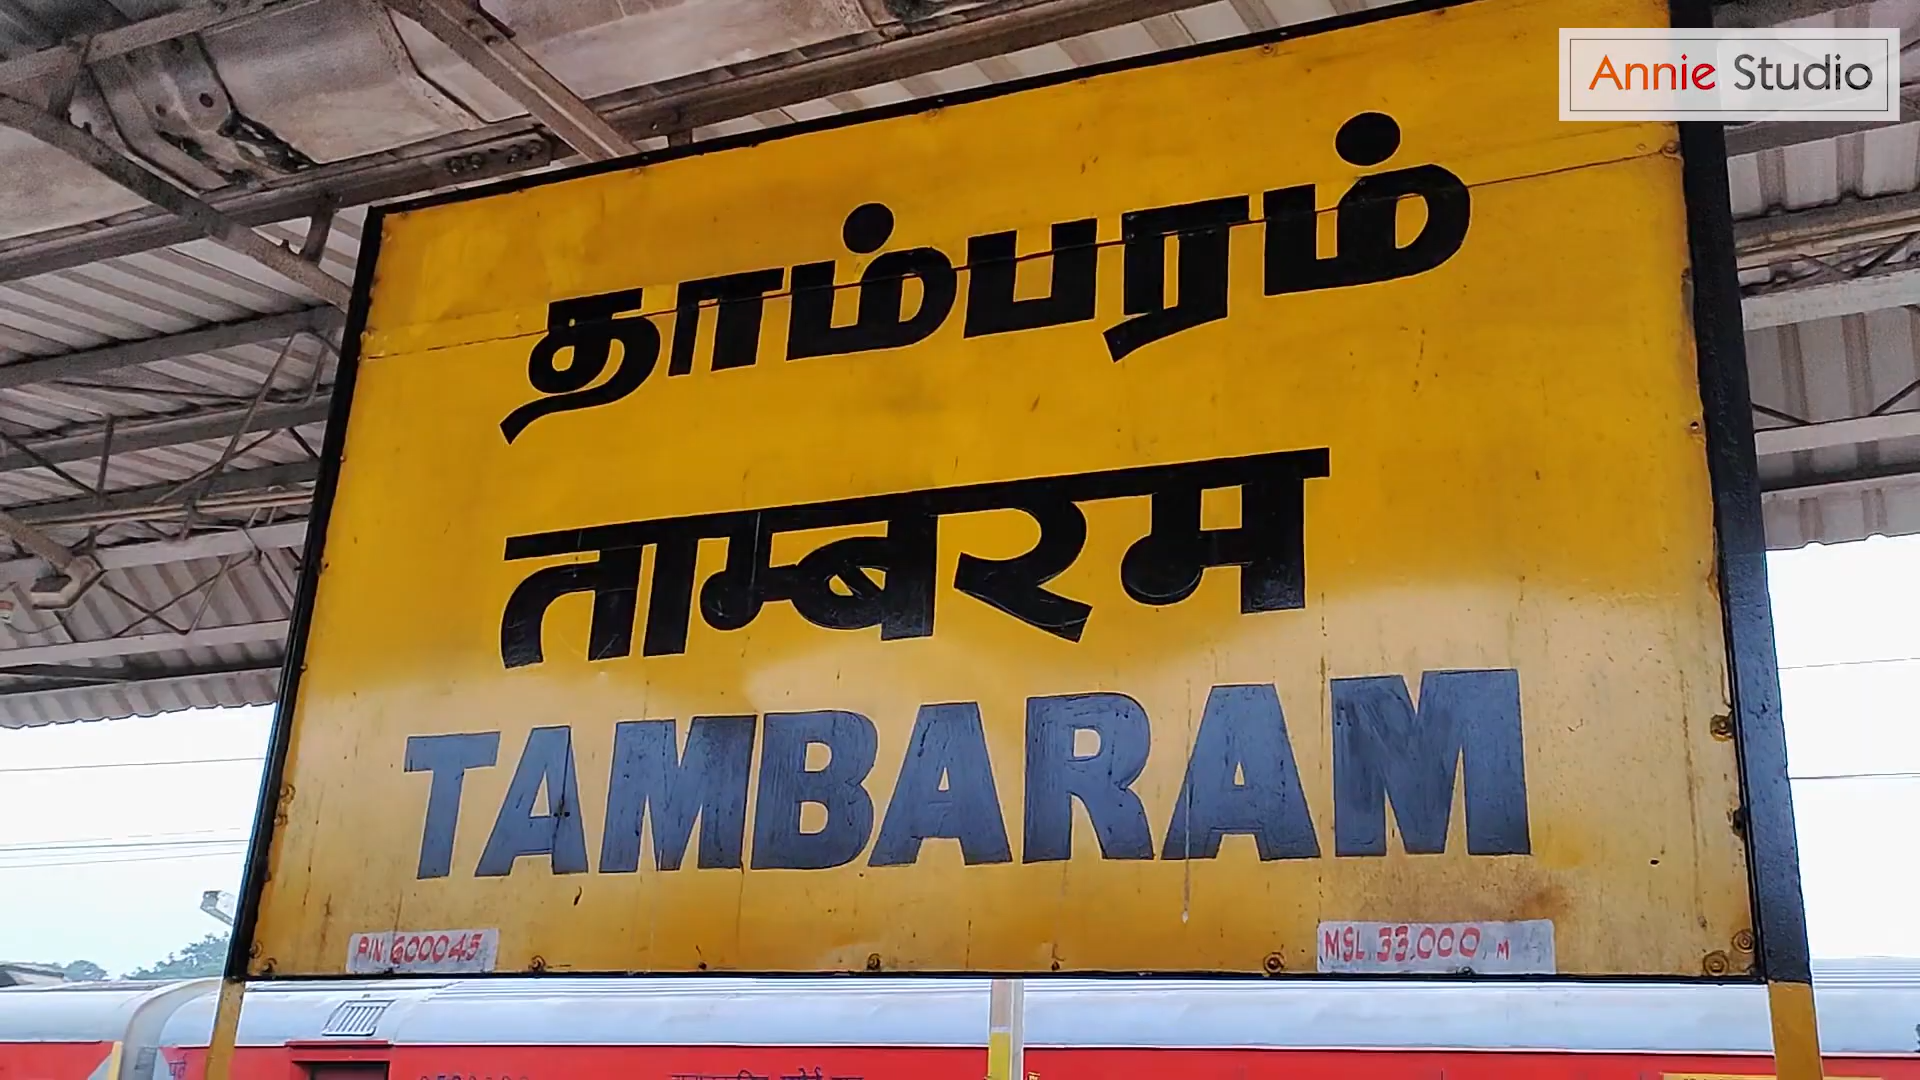 Annie Studio
தாம்பரம்
ताम्बरम
TAMBARAM
PIN. 600045
MSL 33.000. M